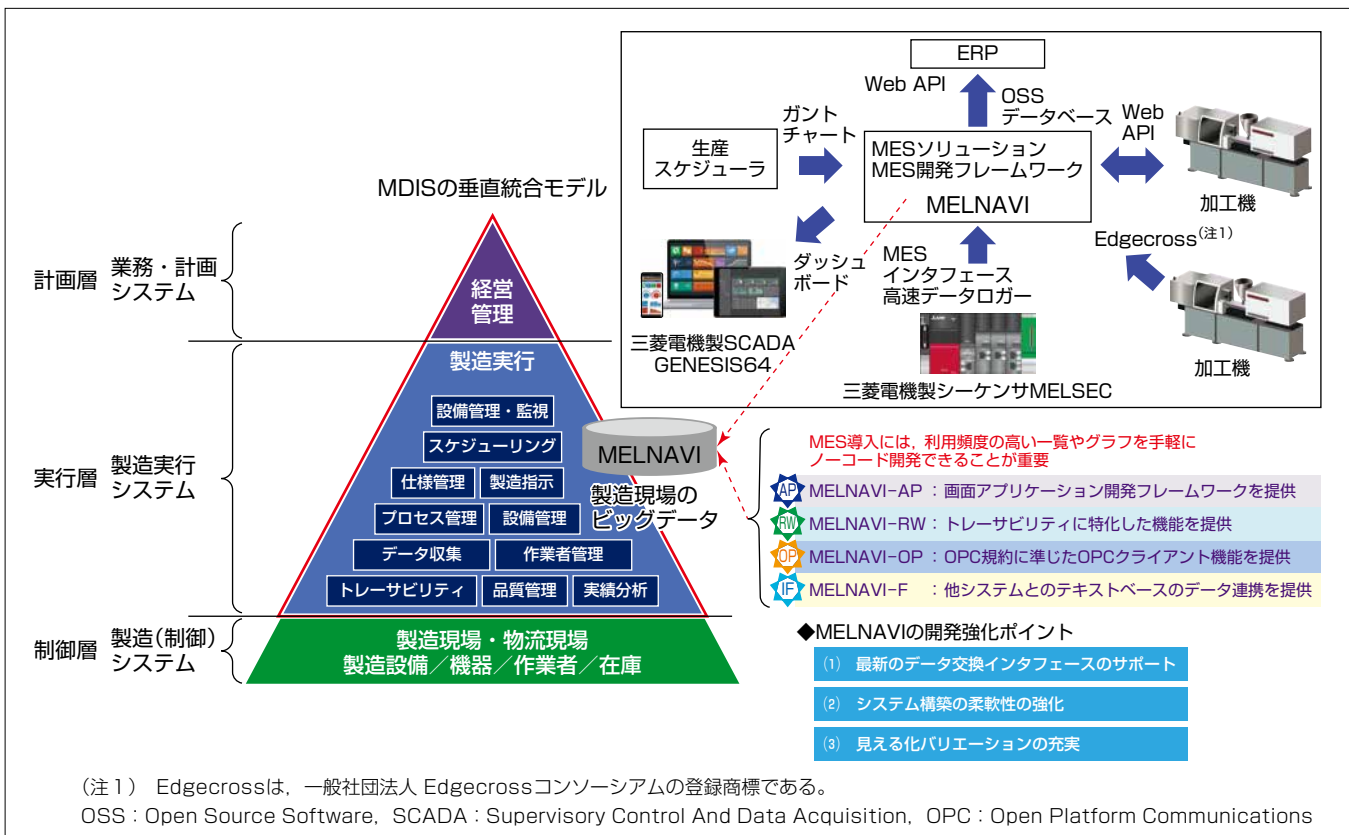 MDISの垂直統合モデル
計画層
業務・計画
システム
実行層
製造実行
システム
制御層
製造(制御)
システム
経営
管理
製造実行
設備管理・監視
スケジューリング
仕様管理
製造指示
プロセス管理
設備管理
データ収集
作業者管理
トレーサビリティ
品質管理
実績分析
製造現場・物流現場
製造設備／機器／作業者／在庫
MELNAVI
製造現場の
ビッグデータ
ERP
Web API
OSS
データベース
ガント
チャート
生産
スケジューラ
MESソリューション
MES開発フレームワーク
MELNAVI
Web
API
加工機
Edgecross(注1)
加工機
ダッシュ
ボード
MES
インタフェース
高速データロガー
三菱電機製SCADA
GENESIS64
三菱電機製シーケンサMELSEC
MES導入には，利用頻度の高い一覧やグラフを手軽に
ノーコード開発できることが重要
AP MELNAVI-AP：画面アプリケーション開発フレームワークを提供
RW MELNAVI-RW：トレーサビリティに特化した機能を提供
OP MELNAVI-OP：OPC規約に準じたOPCクライアント機能を提供
IF MELNAVI-F：他システムとのテキストベースのデータ連携を提供
◆MELNAVIの開発強化ポイント
⑴ 最新のデータ交換インタフェースのサポート
⑵ システム構築の柔軟性の強化
⑶ 見える化バリエーションの充実
(注1) Edgecrossは，一般社団法人 Edgecrossコンソーシアムの登録商標である。
OSS：Open Source Software，SCADA：Supervisory Control And Data Acquisition，OPC：Open Platform Communications